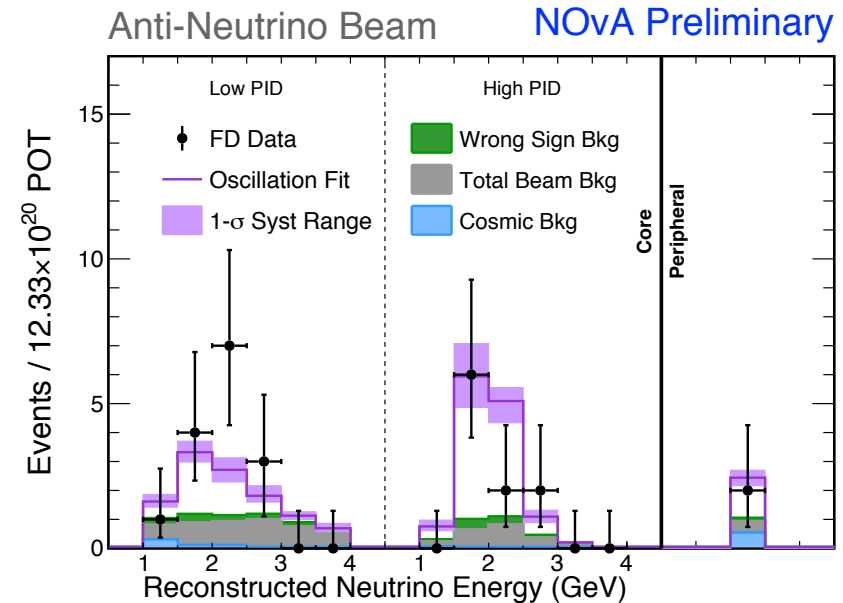 Anti-Neutrino Beam
NOvA Preliminary
Low PID
High PID
FD Data
Oscillation Fit
1-σ Syst Range
Wrong Sign Bkg
Total Beam Bkg
Cosmic Bkg
Core
Peripheral
Events / 12.33×10²⁰ POT
15
10
5
0
1 2 3 4 1 2 3 4
Reconstructed Neutrino Energy (GeV)